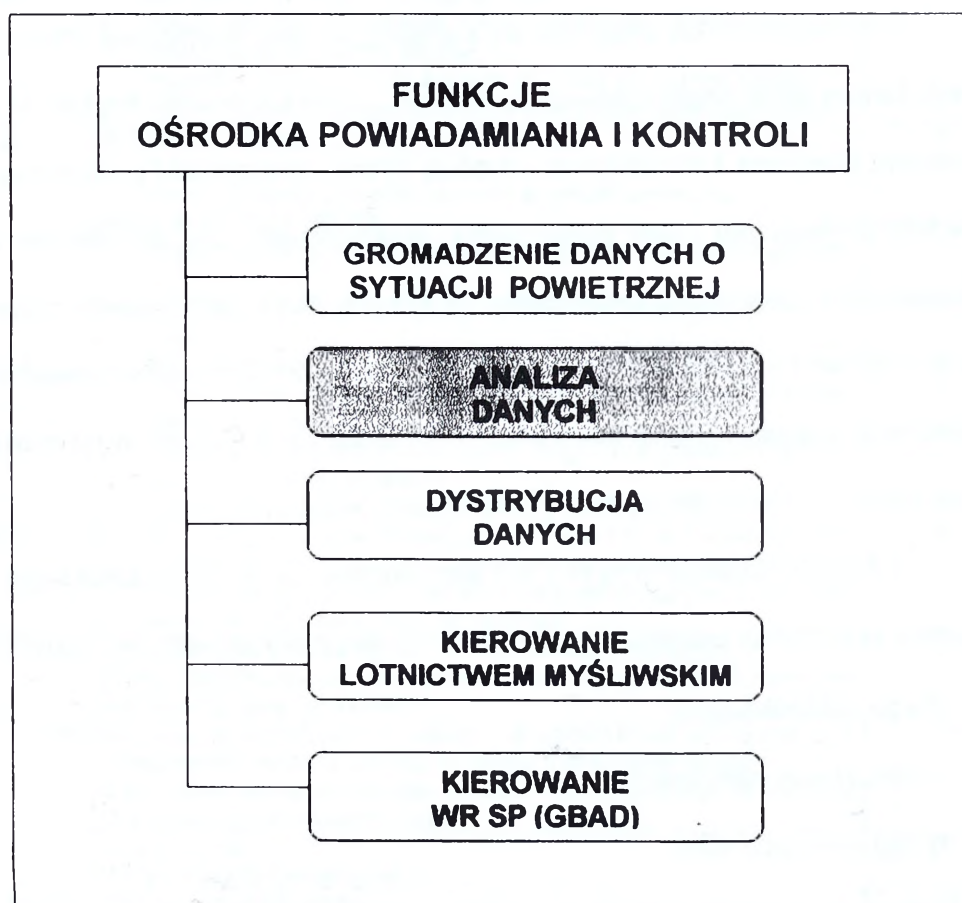 FUNKCJE
OŚRODKA POWIADAMIANIA I KONTROLI
GROMADZENIE DANYCH O
SYTUACJI POWIETRZNEJ
ANALIZA
DANYCH
DYSTRYBUCJA
DANYCH
KIEROWANIE
LOTNICTWEM MYŚLIWSKIM
KIEROWANIE
WR SP (GBAD)